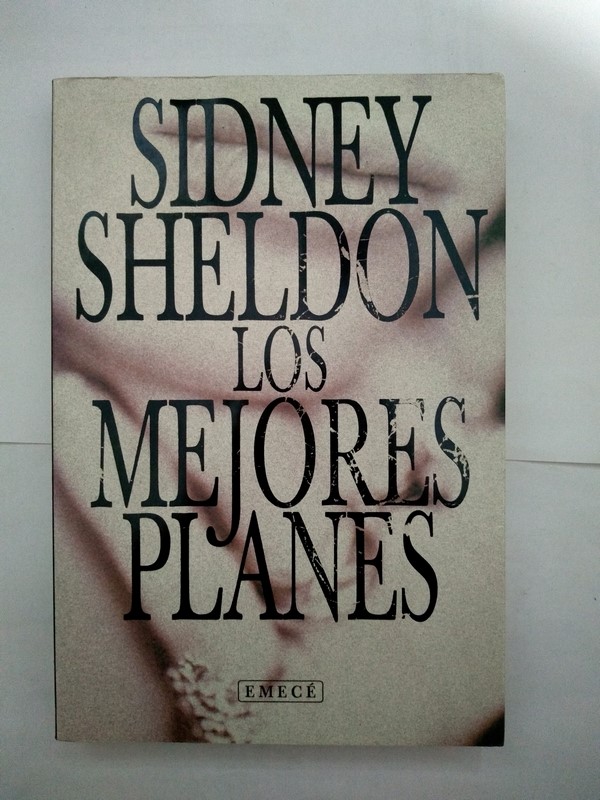 SIDNEY
SHELDON
LOS
MEJORES
PLANES
EMECÉ